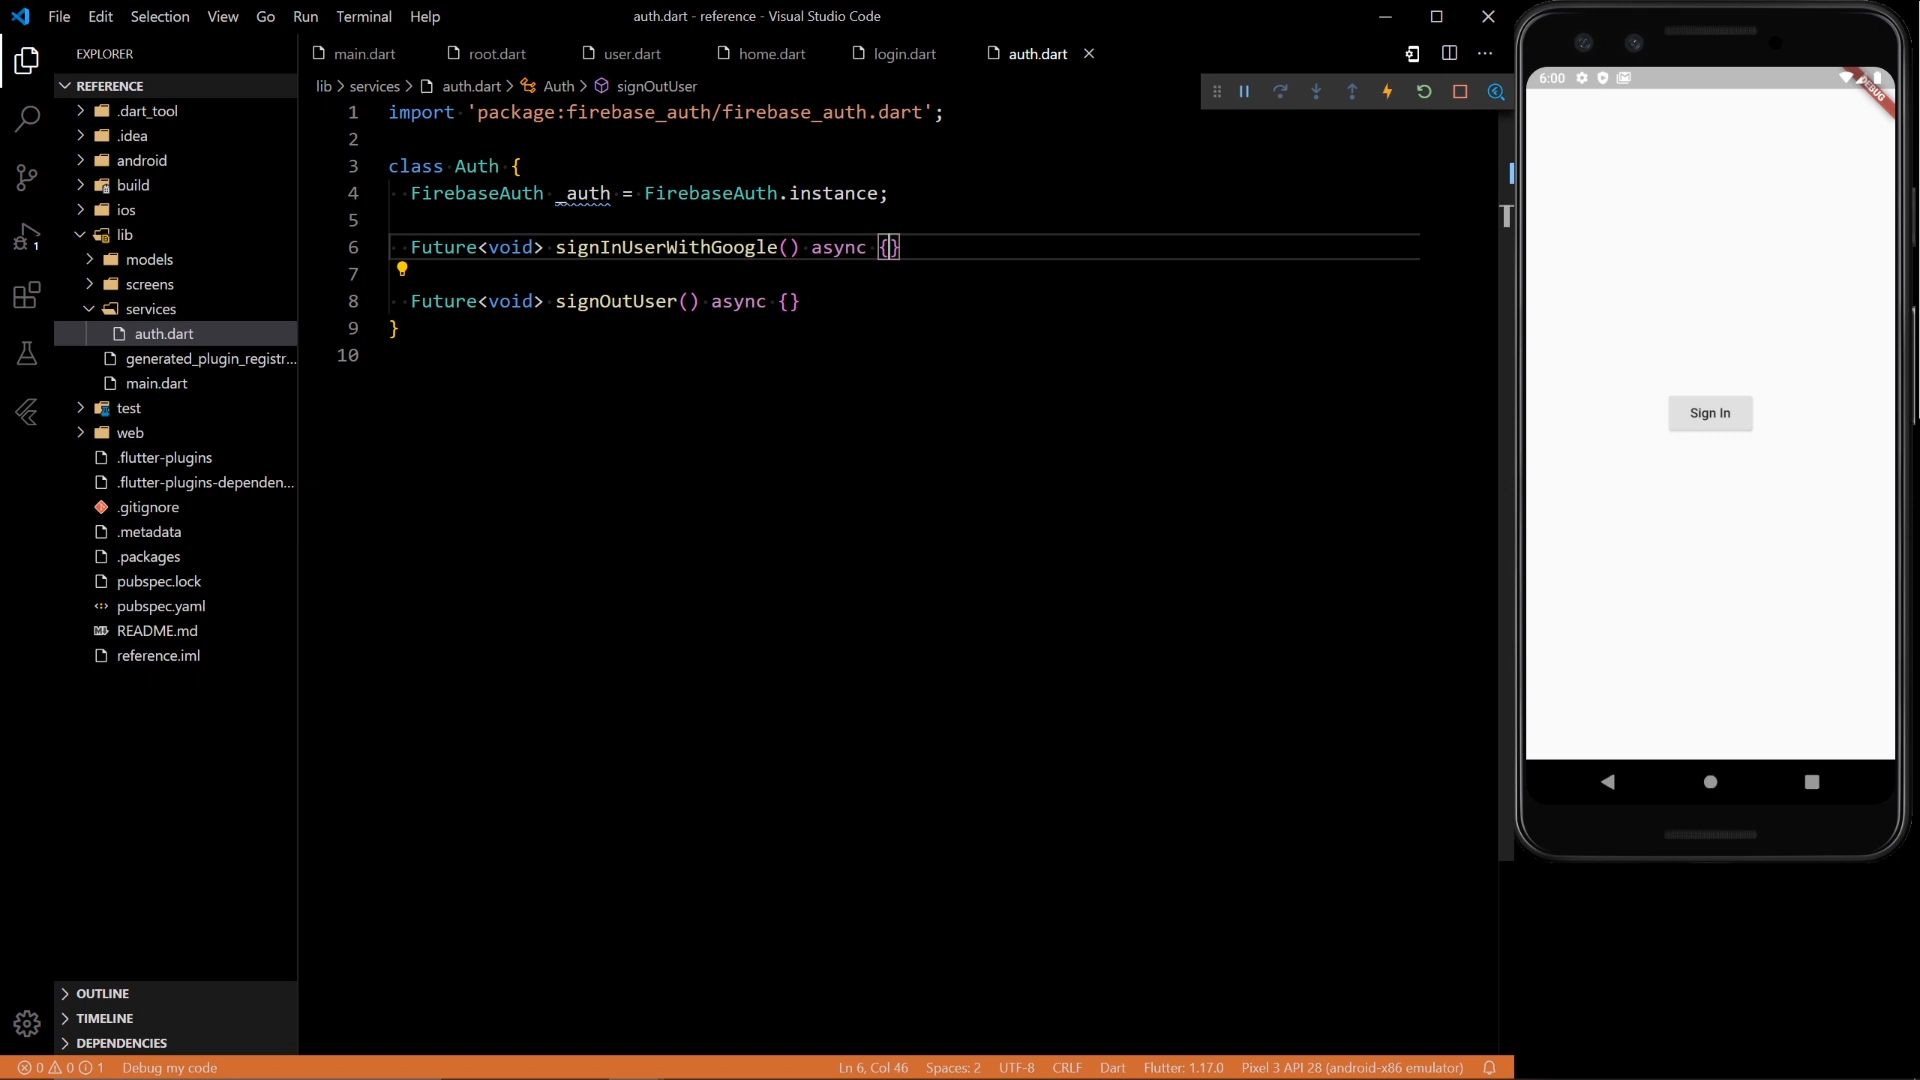 File Edit Selection View Go Run Terminal Help
auth.dart - reference - Visual Studio Code
EXPLORER
REFERENCE
.dart_tool
.idea
android
build
ios
lib
models
screens
services
auth.dart
generated_plugin_registr...
main.dart
test
web
.flutter-plugins
.flutter-plugins-dependen...
.gitignore
.metadata
.packages
pubspec.lock
pubspec.yaml
README.md
reference.iml
OUTLINE
TIMELINE
DEPENDENCIES
1
main.dart root.dart user.dart home.dart login.dart auth.dart
lib > services > auth.dart > Auth > signOutUser
1 import 'package:firebase_auth/firebase_auth.dart';
2
3 class Auth {
4 FirebaseAuth _auth = FirebaseAuth.instance;
5
6 Future<void> signInUserWithGoogle() async {}
7
8 Future<void> signOutUser() async {}
9 }
10
6:00
DEBUG
Sign In
0 0 1 Debug my code
Ln 6, Col 46 Spaces: 2 UTF-8 CRLF Dart Flutter: 1.17.0 Pixel 3 API 28 (android-x86 emulator)